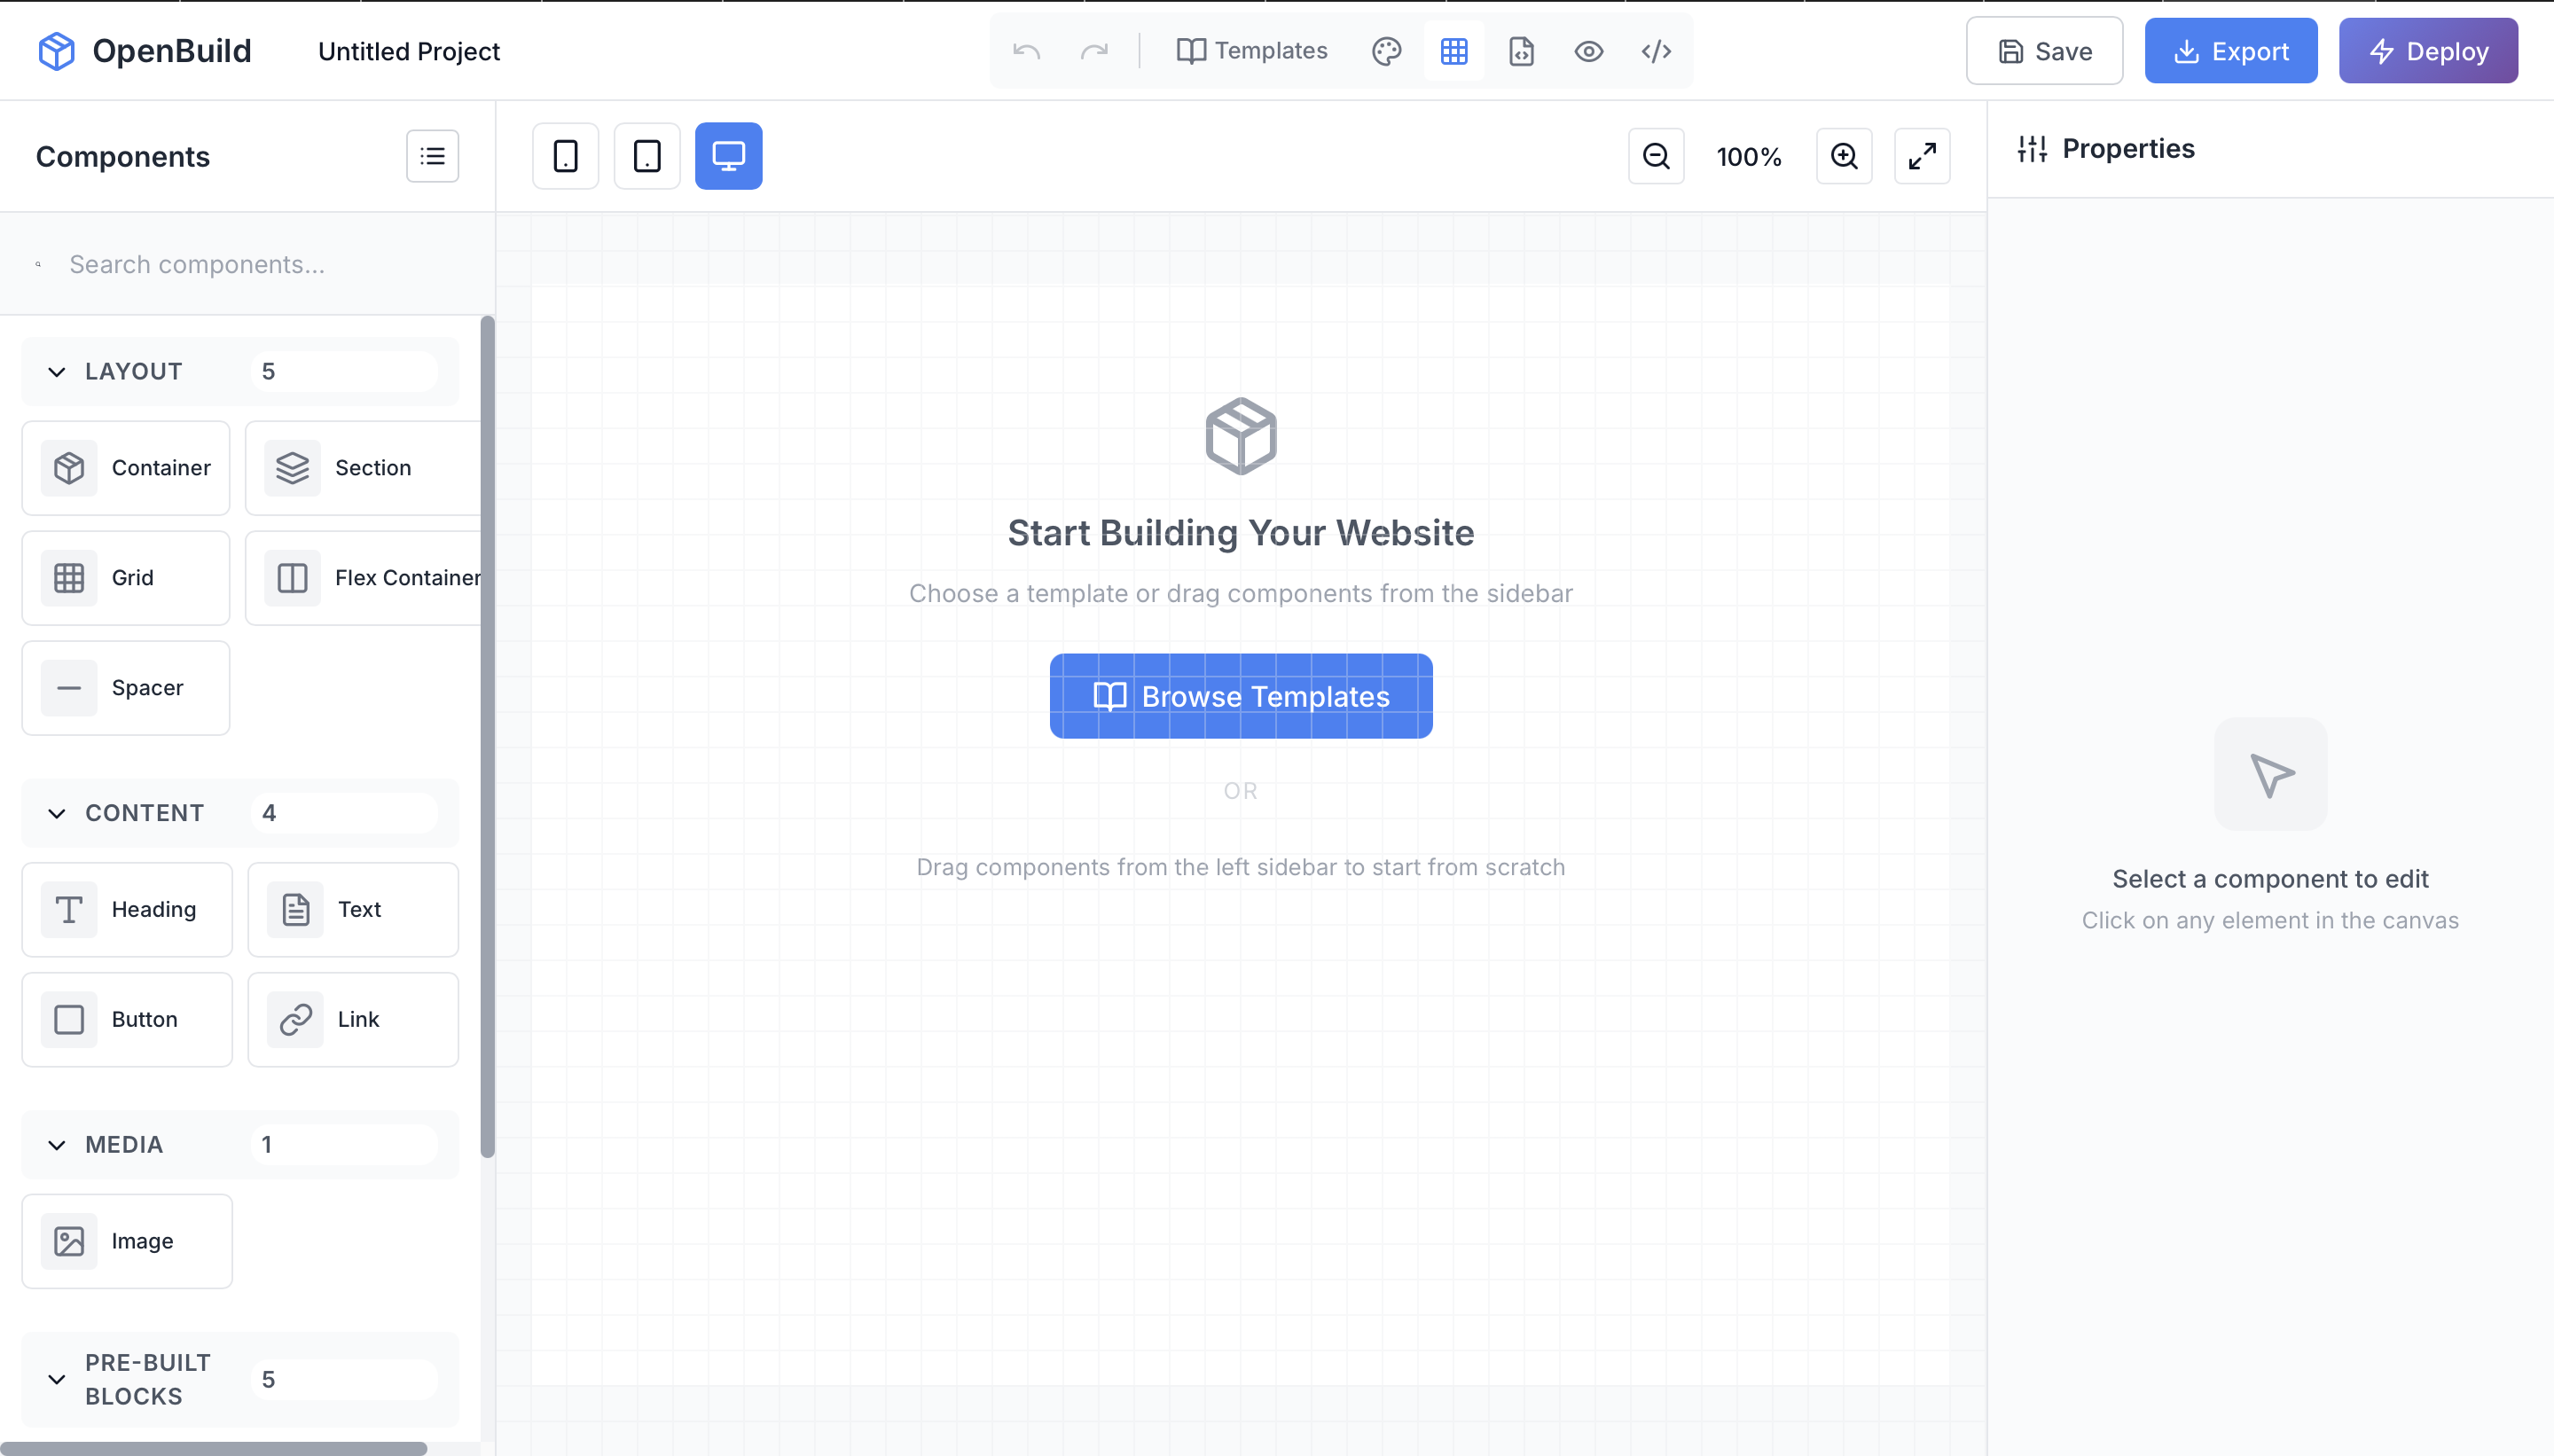 OpenBuild
Untitled Project
Templates
Save
Export
Deploy
Components
100%
Properties
Search components...
LAYOUT 5
Container
Section
Grid
Flex Container
Spacer
CONTENT 4
Heading
Text
Button
Link
MEDIA 1
Image
PRE-BUILT
BLOCKS
5
Start Building Your Website
Choose a template or drag components from the sidebar
Browse Templates
OR
Drag components from the left sidebar to start from scratch
Select a component to edit
Click on any element in the canvas